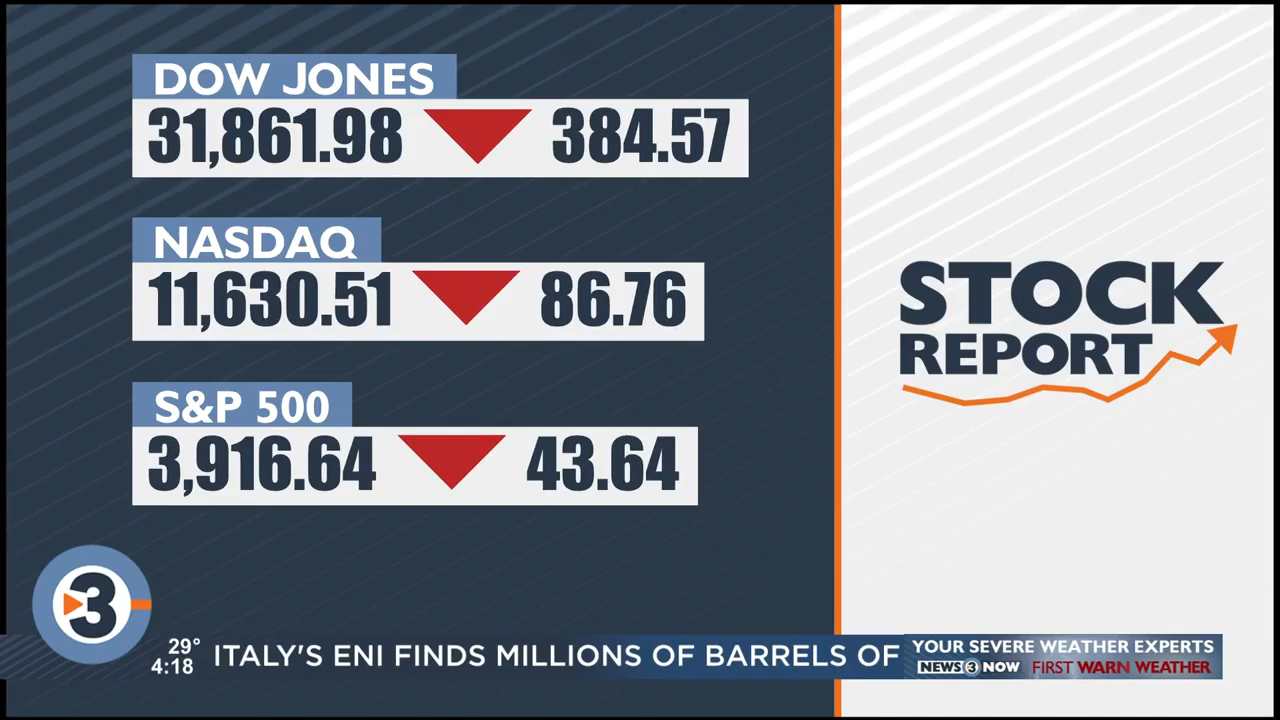 DOW JONES
31,861.98 384.57
NASDAQ
11,630.51 86.76
S&P 500
3,916.64 43.64
STOCK
REPORT
3
29°
4:18
ITALY'S ENI FINDS MILLIONS OF BARRELS OF
YOUR SEVERE WEATHER EXPERTS
NEWS 3 NOW FIRST WARN WEATHER